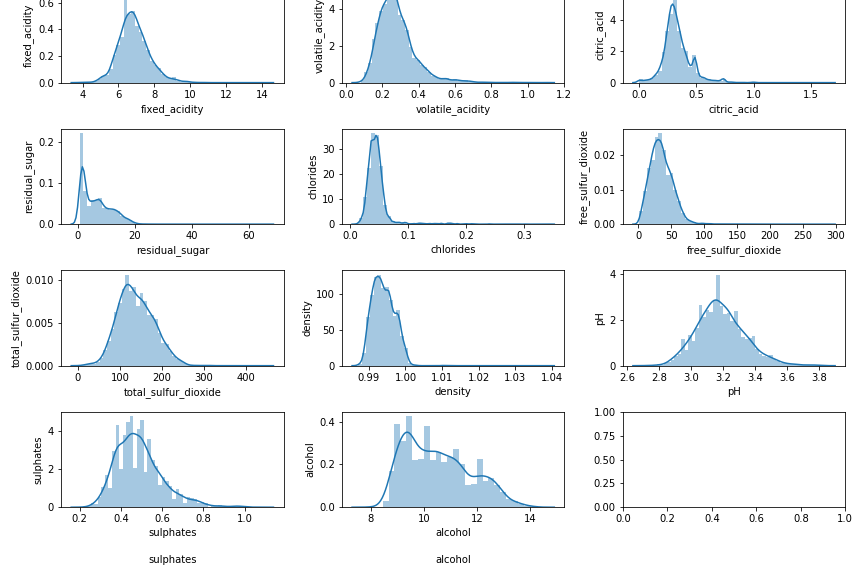 0.6
0.4
0.2
0.0
fixed_acidity
4 6 8 10 12 14
fixed_acidity
4
2
0
volatile_acidity
0.0 0.2 0.4 0.6 0.8 1.0 1.2
volatile_acidity
4
2
0
citric_acid
0.0 0.5 1.0 1.5
citric_acid
0.2
0.1
0.0
residual_sugar
0 20 40 60
residual_sugar
30
20
10
0
chlorides
0.0 0.1 0.2 0.3
chlorides
0.02
0.01
0.00
free_sulfur_dioxide
0 50 100 150 200 250 300
free_sulfur_dioxide
0.010
0.005
0.000
total_sulfur_dioxide
0 100 200 300 400
total_sulfur_dioxide
100
50
0
density
0.99 1.00 1.01 1.02 1.03 1.04
density
4
2
0
pH
2.6 2.8 3.0 3.2 3.4 3.6 3.8
pH
4
2
0
sulphates
0.2 0.4 0.6 0.8 1.0
sulphates
sulphates
0.4
0.2
0.0
alcohol
8 10 12 14
alcohol
alcohol
1.00
0.75
0.50
0.25
0.00
0.0 0.2 0.4 0.6 0.8 1.0